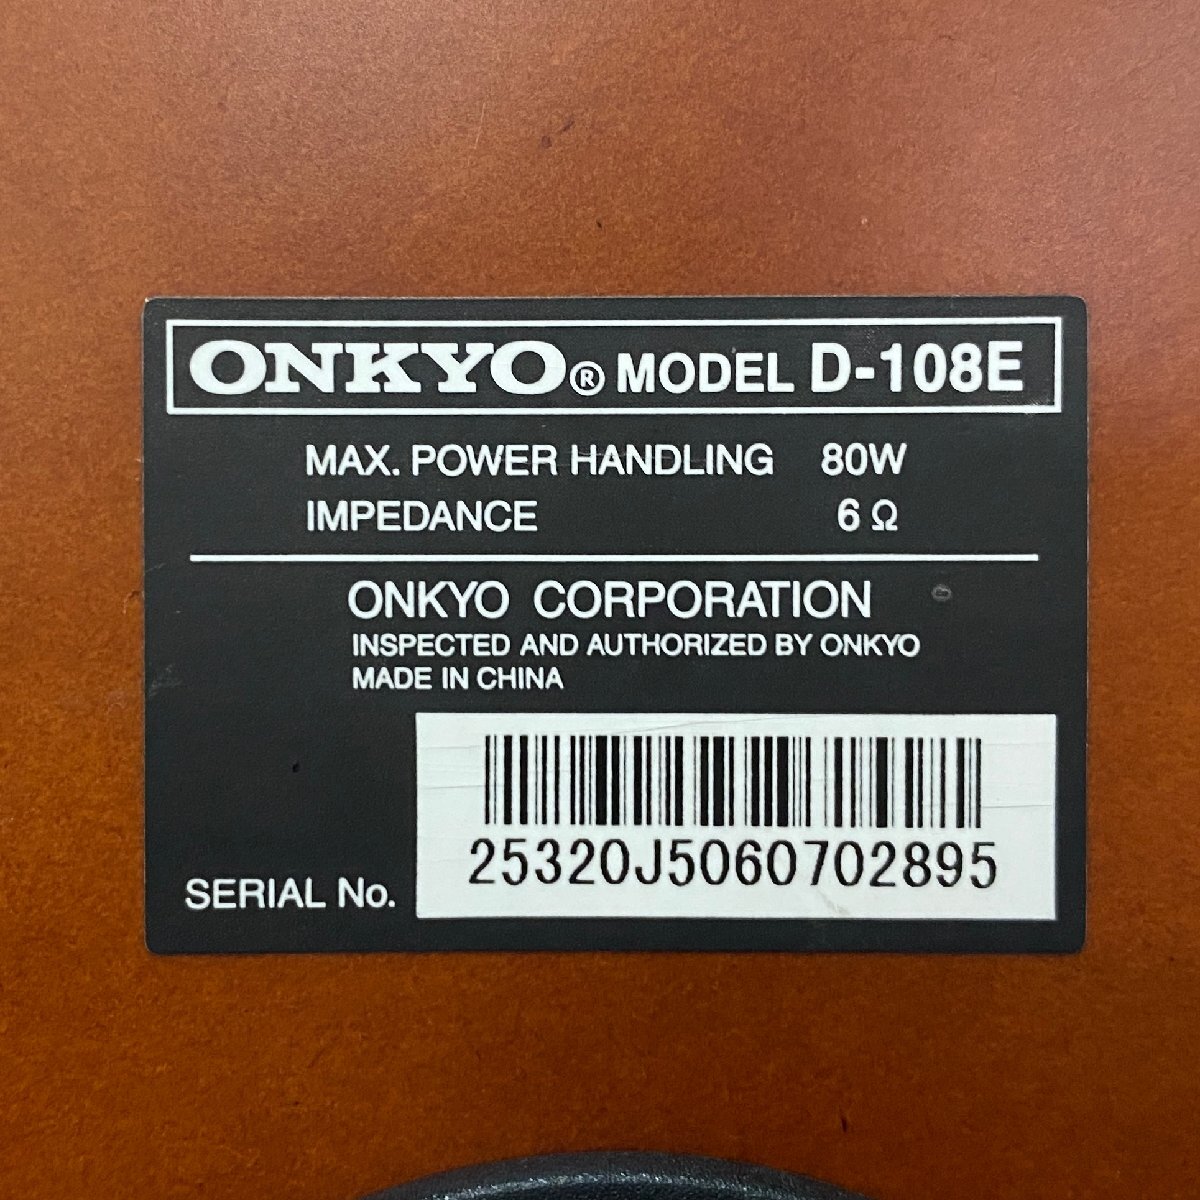 ONKYO® MODEL D-108E
MAX. POWER HANDLING 80W
IMPEDANCE 6 Ω
ONKYO CORPORATION
INSPECTED AND AUTHORIZED BY ONKYO
MADE IN CHINA
25320J5060702895
SERIAL No.